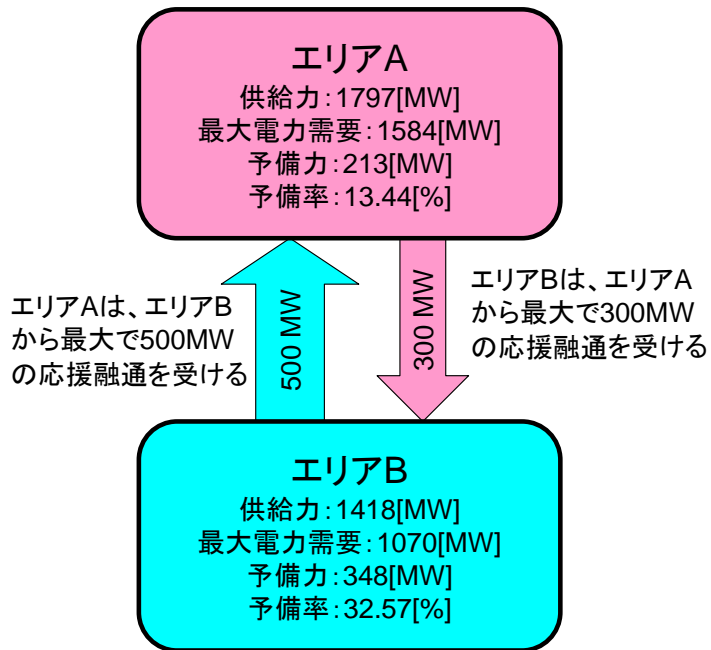 エリアA
供給力:1797[MW]
最大電力需要:1584[MW]
予備力:213[MW]
予備率:13.44[%]
エリアAは、エリアB
から最大で500MW
の応援融通を受ける
500 MW
300 MW
エリアBは、エリアA
から最大で300MW
の応援融通を受ける
エリアB
供給力:1418[MW]
最大電力需要:1070[MW]
予備力:348[MW]
予備率:32.57[%]